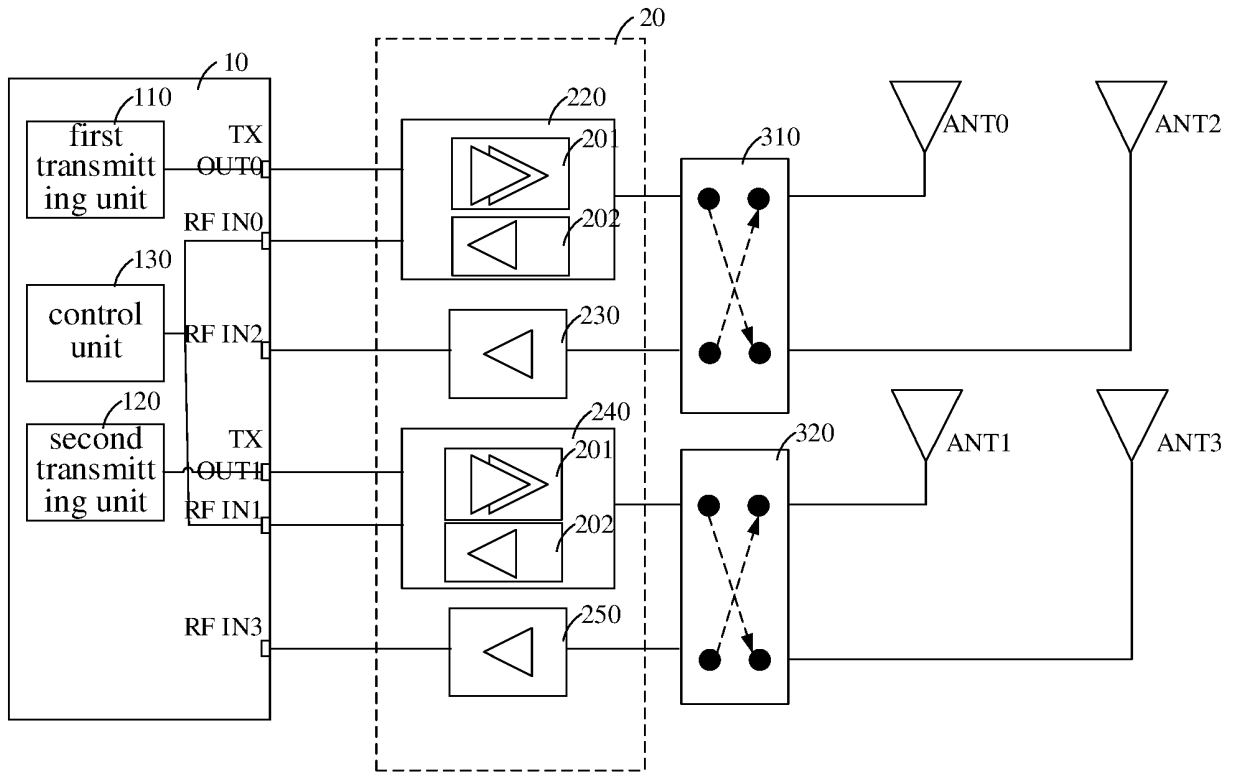 20
10
110
first
transmitt
ing unit
TX
OUT0
RF IN0
130
control
unit
RF IN2
120
second
transmitt
ing unit
TX
OUT1
RF IN1
RF IN3
220
201
202
230
240
201
202
250
310
320
ANT0
ANT2
ANT1
ANT3